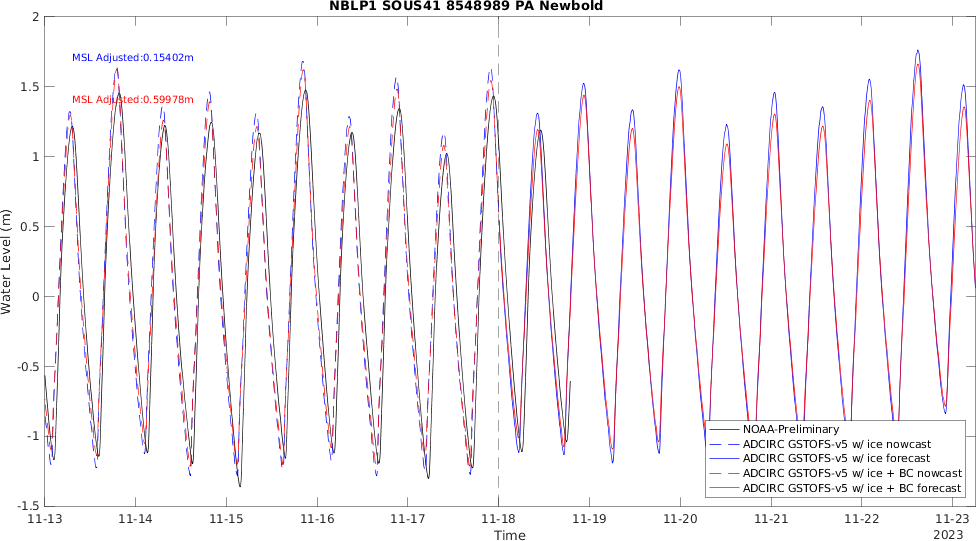 NBLP1 SOUS41 8548989 PA Newbold
2
1.5
1
0.5
0
-0.5
-1
-1.5
Water Level (m)
MSL Adjusted:0.15402m
MSL Adjusted:0.59978m
NOAA-Preliminary
ADCIRC GSTOFS-v5 w/ ice nowcast
ADCIRC GSTOFS-v5 w/ ice forecast
ADCIRC GSTOFS-v5 w/ ice + BC nowcast
ADCIRC GSTOFS-v5 w/ ice + BC forecast
11-13 11-14 11-15 11-16 11-17 11-18 11-19 11-20 11-21 11-22 11-23
Time
2023